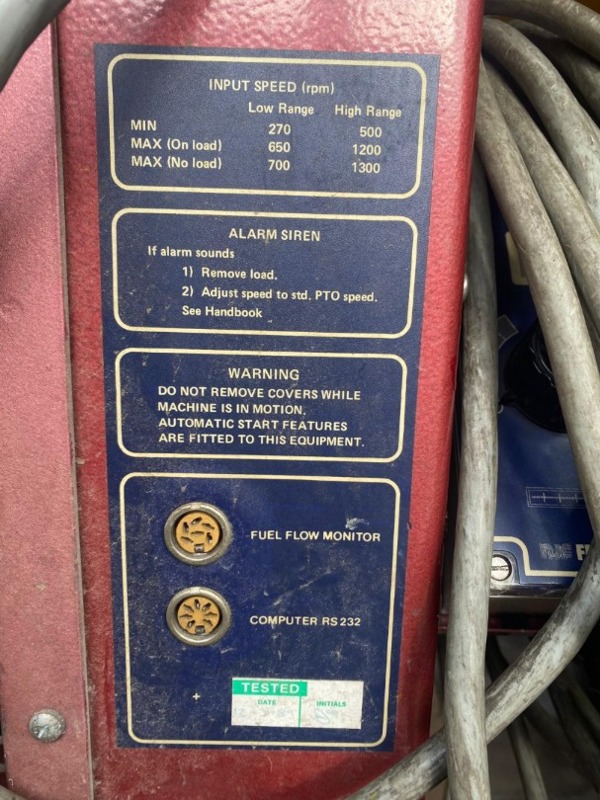 INPUT SPEED (rpm)
Low Range High Range
MIN 270 500
MAX (On load) 650 1200
MAX (No load) 700 1300
ALARM SIREN
If alarm sounds
1) Remove load.
2) Adjust speed to std. PTO speed.
See Handbook
WARNING
DO NOT REMOVE COVERS WHILE
MACHINE IS IN MOTION.
AUTOMATIC START FEATURES
ARE FITTED TO THIS EQUIPMENT.
FUEL FLOW MONITOR
COMPUTER RS232
+
TESTED
DATE INITIALS